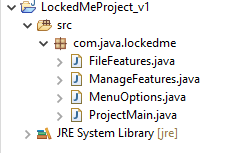 LockedMeProject_v1
src
com.java.lockedme
FileFeatures.java
ManageFeatures.java
MenuOptions.java
ProjectMain.java
JRE System Library [jre]